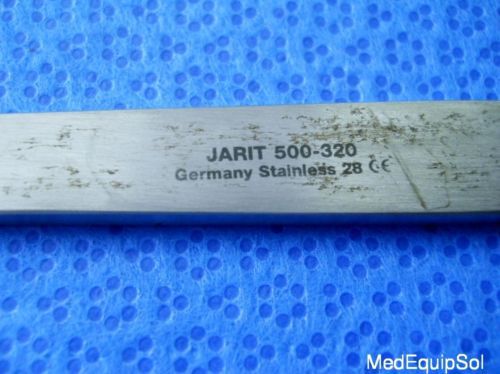 JARIT 500-320
Germany Stainless 28 CE
MedEquipSol